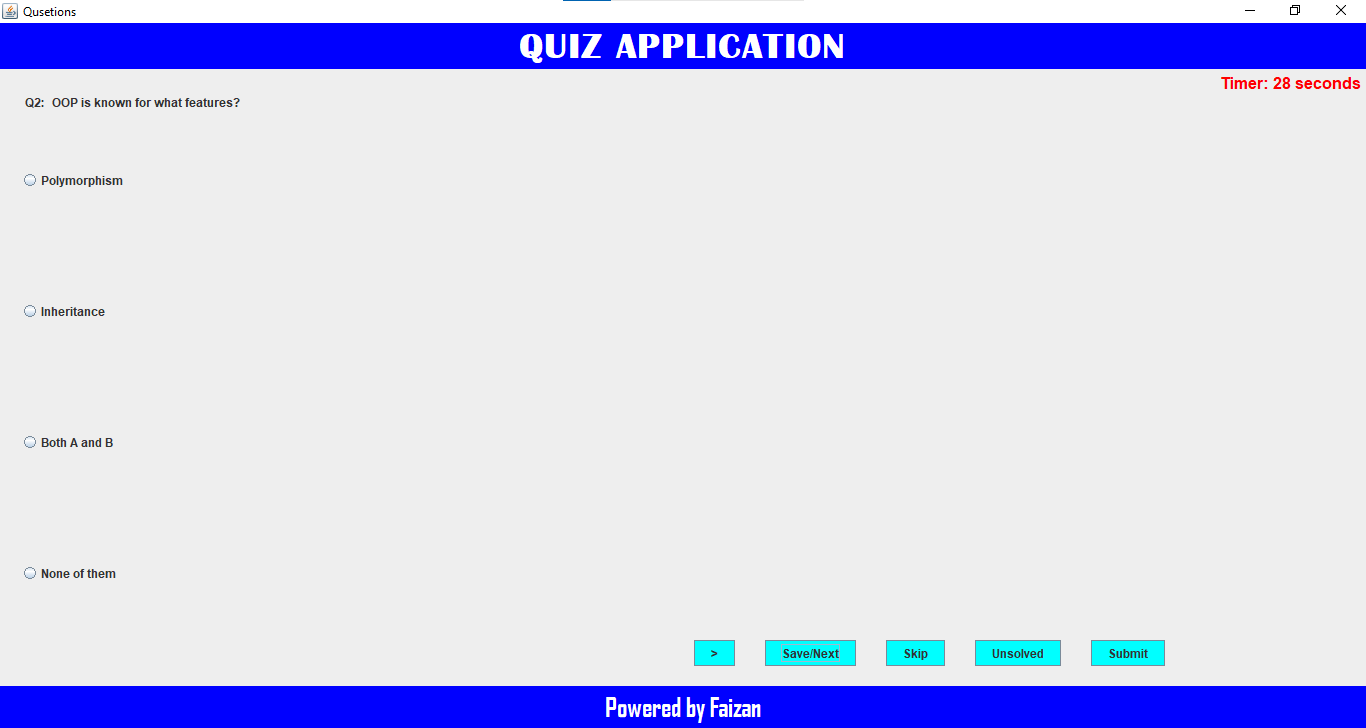 Qusetions
QUIZ APPLICATION
Timer: 28 seconds
Q2: OOP is known for what features?
Polymorphism
Inheritance
Both A and B
None of them
> Save/Next Skip Unsolved Submit
Powered by Faizan